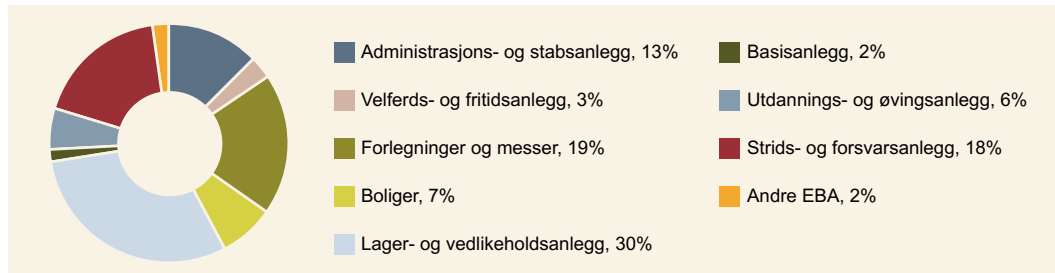 Administrasjons- og stabsanlegg, 13%
Velferds- og fritidsanlegg, 3%
Forlegninger og messer, 19%
Boliger, 7%
Lager- og vedlikeholdsanlegg, 30%
Basisanlegg, 2%
Utdannings- og øvingsanlegg, 6%
Strids- og forsvarsanlegg, 18%
Andre EBA, 2%